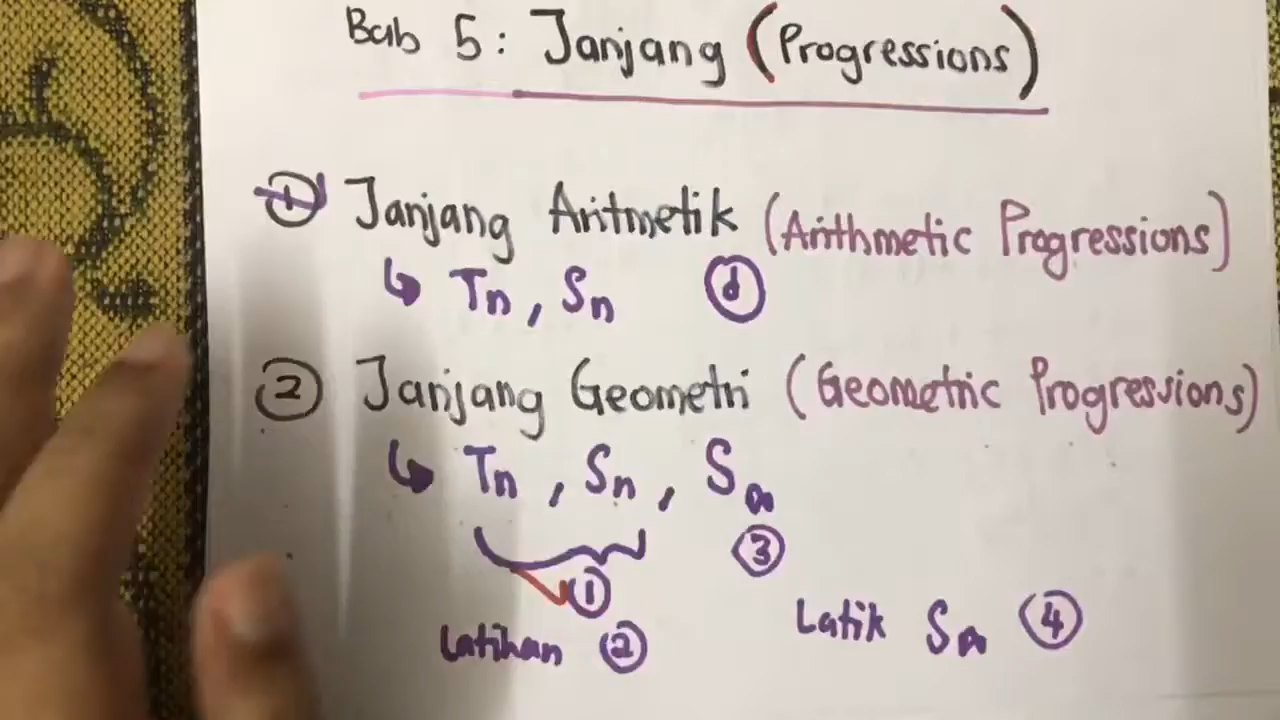 Bab 5: Janjang (Progressions)
① Janjang Aritmetik (Arithmetic Progressions)
↳ Tn, Sn ⓓ
② Janjang Geometri (Geometric Progressions)
↳ Tn, Sn, S∞
① ③
Latihan ② Latih S∞ ④